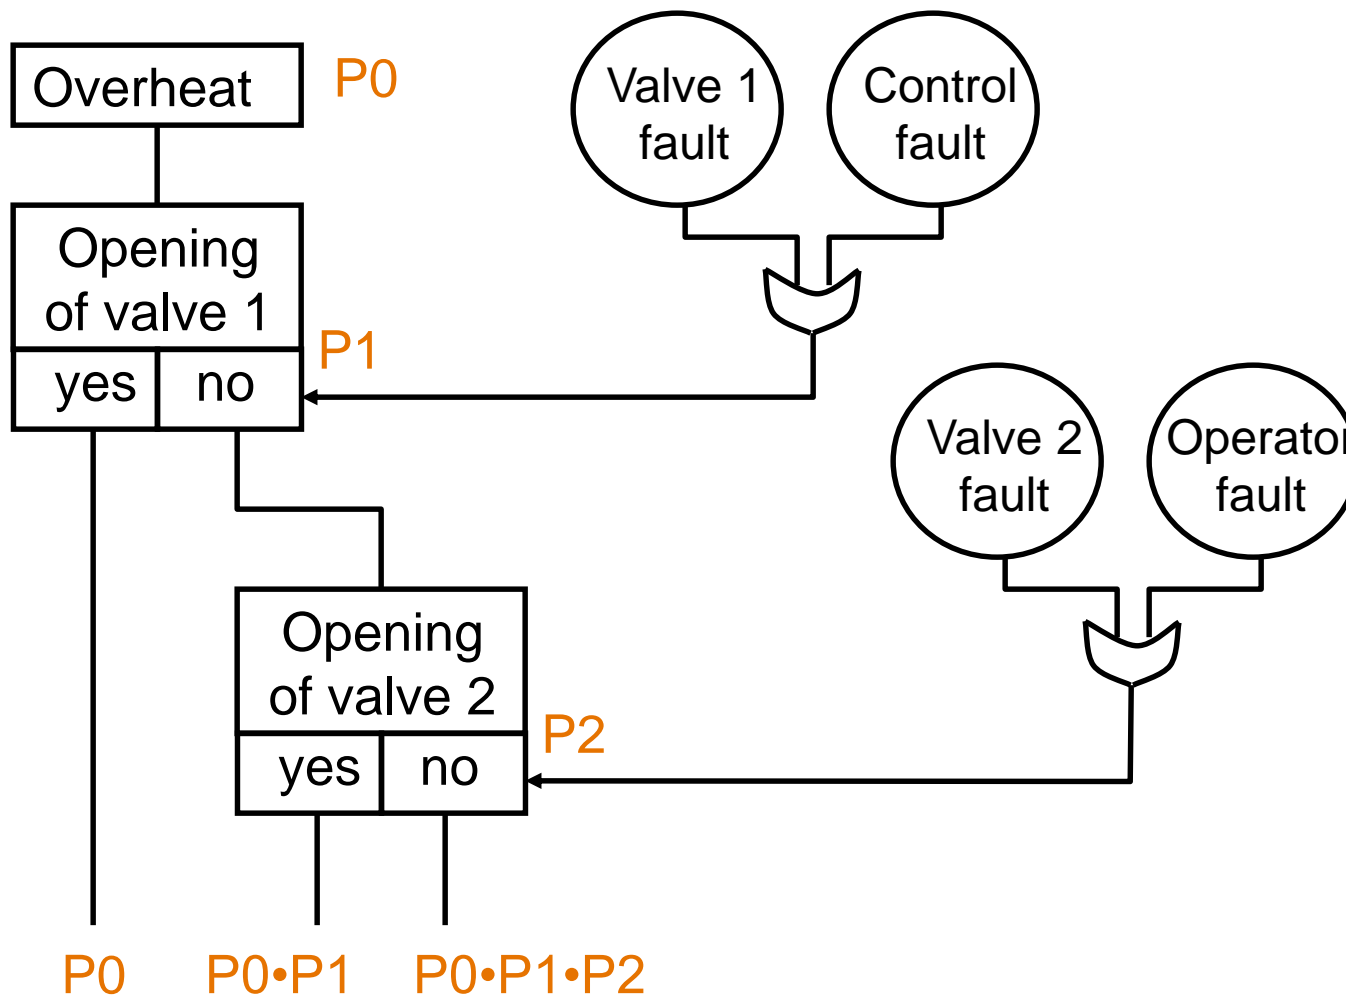 Overheat
P0
Valve 1
fault
Control
fault
Opening
of valve 1
yes
no
P1
Valve 2
fault
Operator
fault
Opening
of valve 2
yes
no
P2
P0
P0•P1
P0•P1•P2